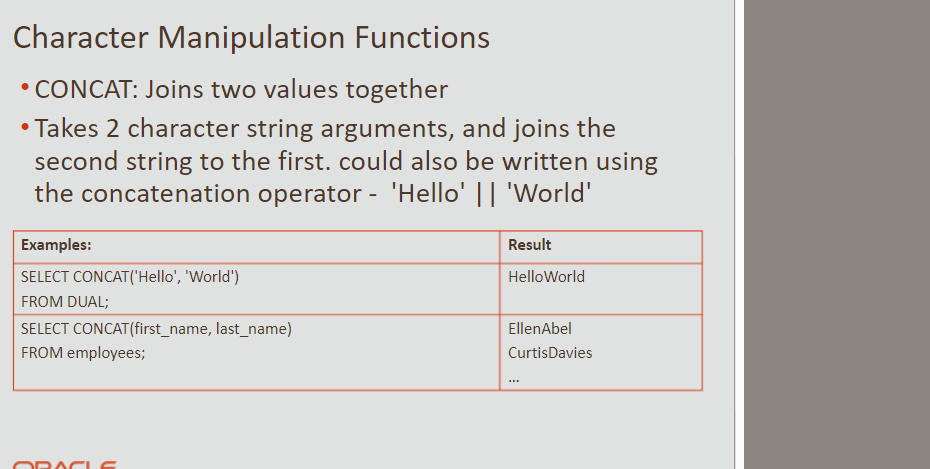 Character Manipulation Functions
• CONCAT: Joins two values together
• Takes 2 character string arguments, and joins the
second string to the first. could also be written using
the concatenation operator - 'Hello' || 'World'
Examples:
Result
SELECT CONCAT('Hello', 'World')
FROM DUAL;
HelloWorld
SELECT CONCAT(first_name, last_name)
FROM employees;
EllenAbel
CurtisDavies
...
ORACLE